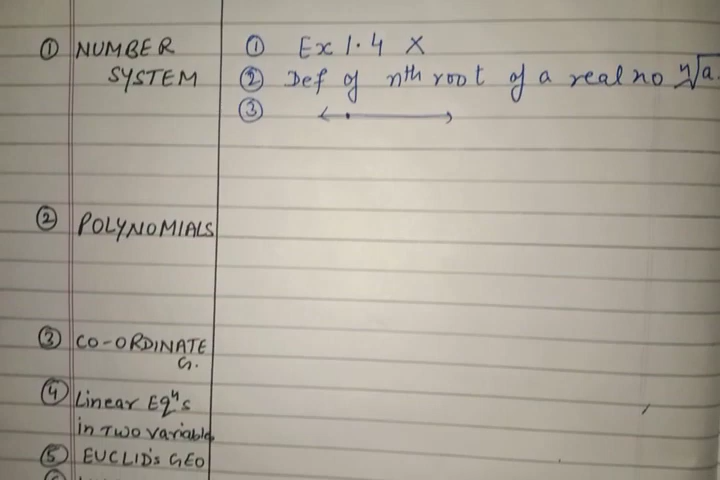 ① NUMBER SYSTEM
① Ex 1.4 X
② Def of nth root of a real no ⁿ√a.
③
② POLYNOMIALS
③ CO-ORDINATE G.
④ Linear Eqⁿs in Two variables
⑤ EUCLID's GEO